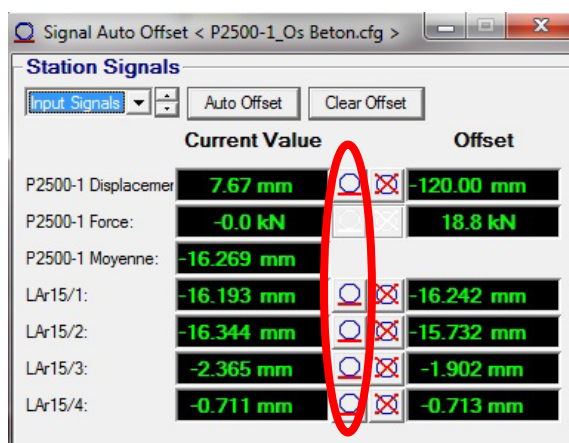 Signal Auto Offset < P2500-1_Os Beton.cfg >
Station Signals
Input Signals Auto Offset Clear Offset
Current Value Offset
P2500-1 Displacemer 7.67 mm -120.00 mm
P2500-1 Force: -0.0 kN 18.8 kN
P2500-1 Moyenne: -16.269 mm
LAr15/1: -16.193 mm -16.242 mm
LAr15/2: -16.344 mm -15.732 mm
LAr15/3: -2.365 mm -1.902 mm
LAr15/4: -0.711 mm -0.713 mm